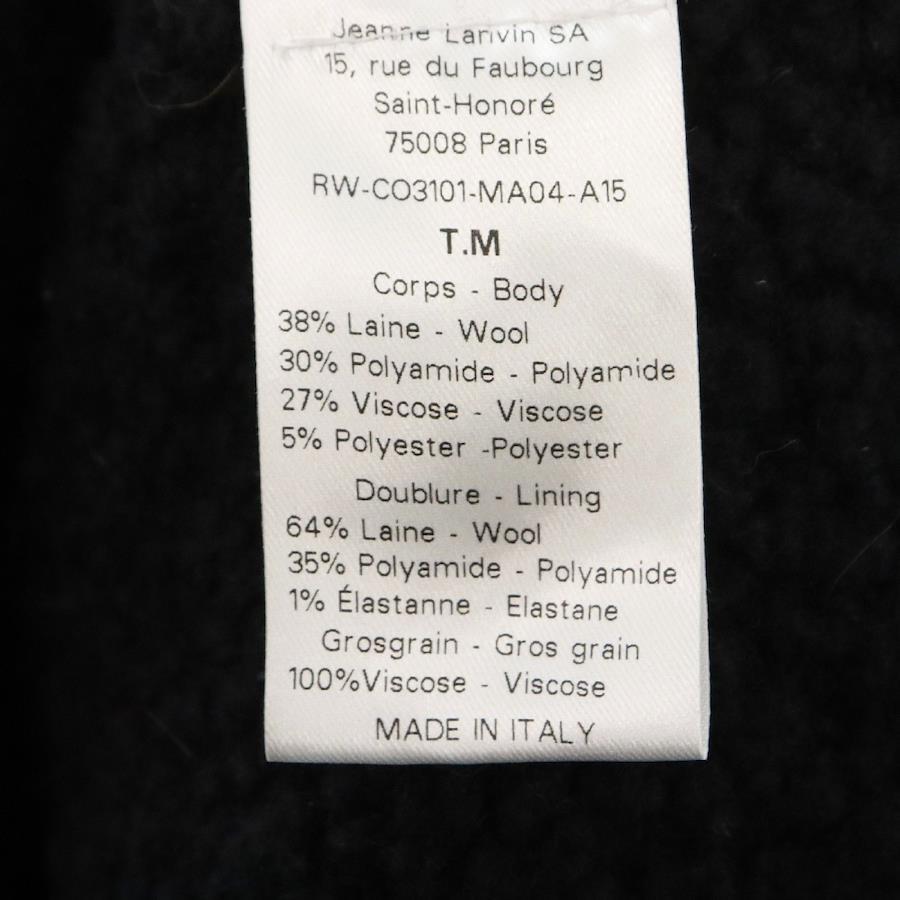 Jeanne Lanvin SA
15, rue du Faubourg
Saint-Honoré
75008 Paris
RW-CO3101-MA04-A15
T.M
Corps - Body
38% Laine - Wool
30% Polyamide - Polyamide
27% Viscose - Viscose
5% Polyester -Polyester
Doublure - Lining
64% Laine - Wool
35% Polyamide - Polyamide
1% Élastanne - Elastane
Grosgrain - Gros grain
100%Viscose - Viscose
MADE IN ITALY